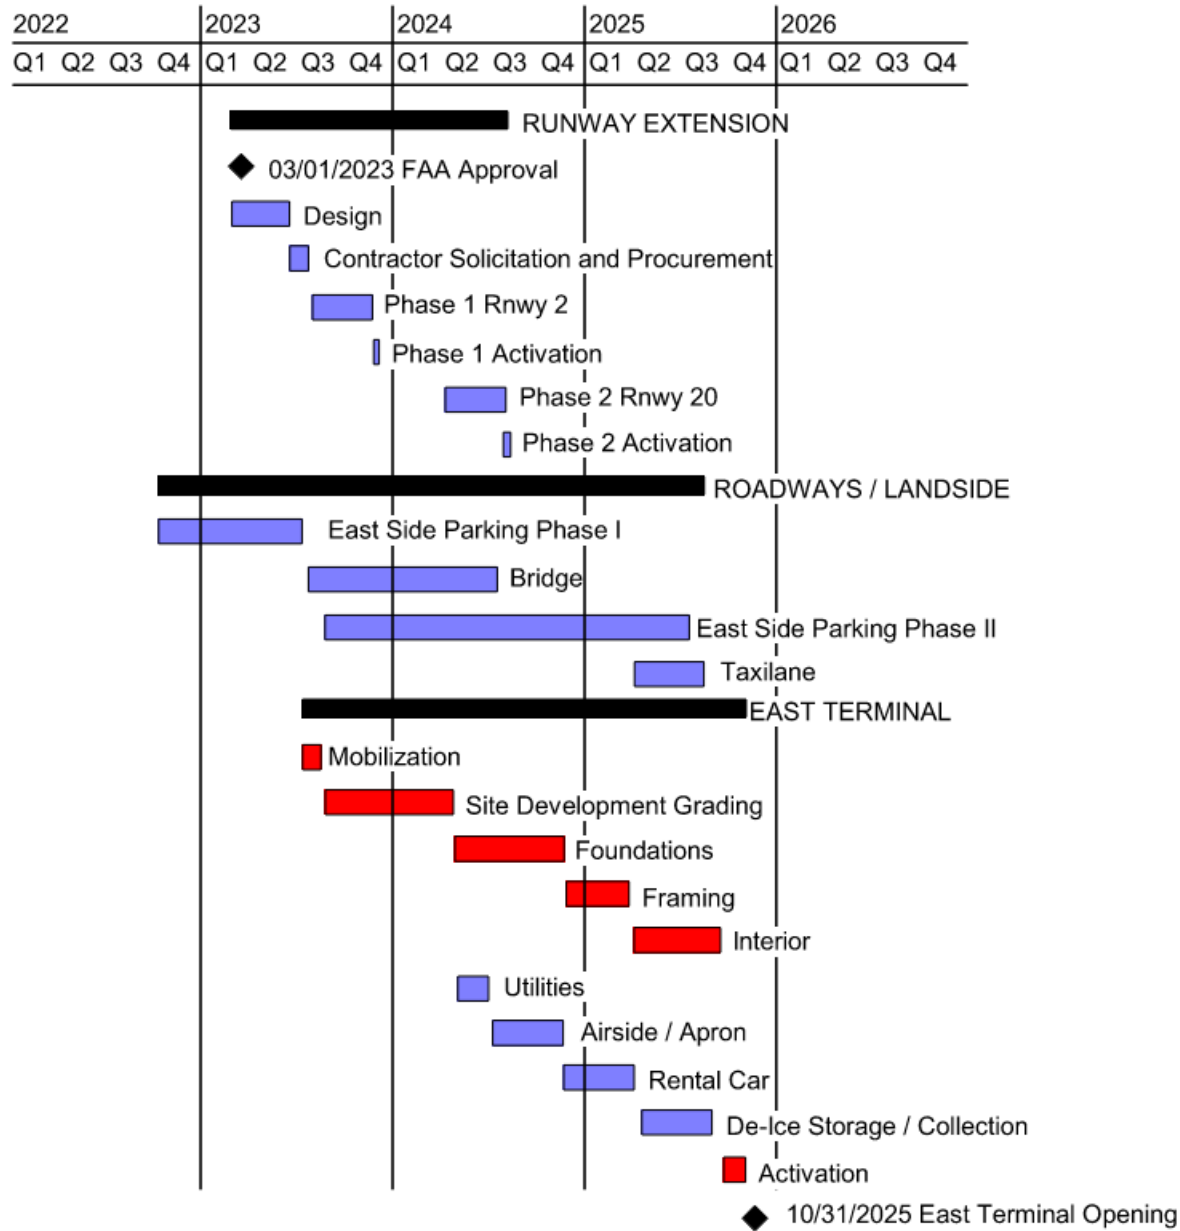 2022 2023 2024 2025 2026
Q1 Q2 Q3 Q4 Q1 Q2 Q3 Q4 Q1 Q2 Q3 Q4 Q1 Q2 Q3 Q4 Q1 Q2 Q3 Q4
RUNWAY EXTENSION
03/01/2023 FAA Approval
Design
Contractor Solicitation and Procurement
Phase 1 Rnwy 2
Phase 1 Activation
Phase 2 Rnwy 20
Phase 2 Activation
ROADWAYS / LANDSIDE
East Side Parking Phase I
Bridge
East Side Parking Phase II
Taxilane
EAST TERMINAL
Mobilization
Site Development Grading
Foundations
Framing
Interior
Utilities
Airside / Apron
Rental Car
De-Ice Storage / Collection
Activation
10/31/2025 East Terminal Opening